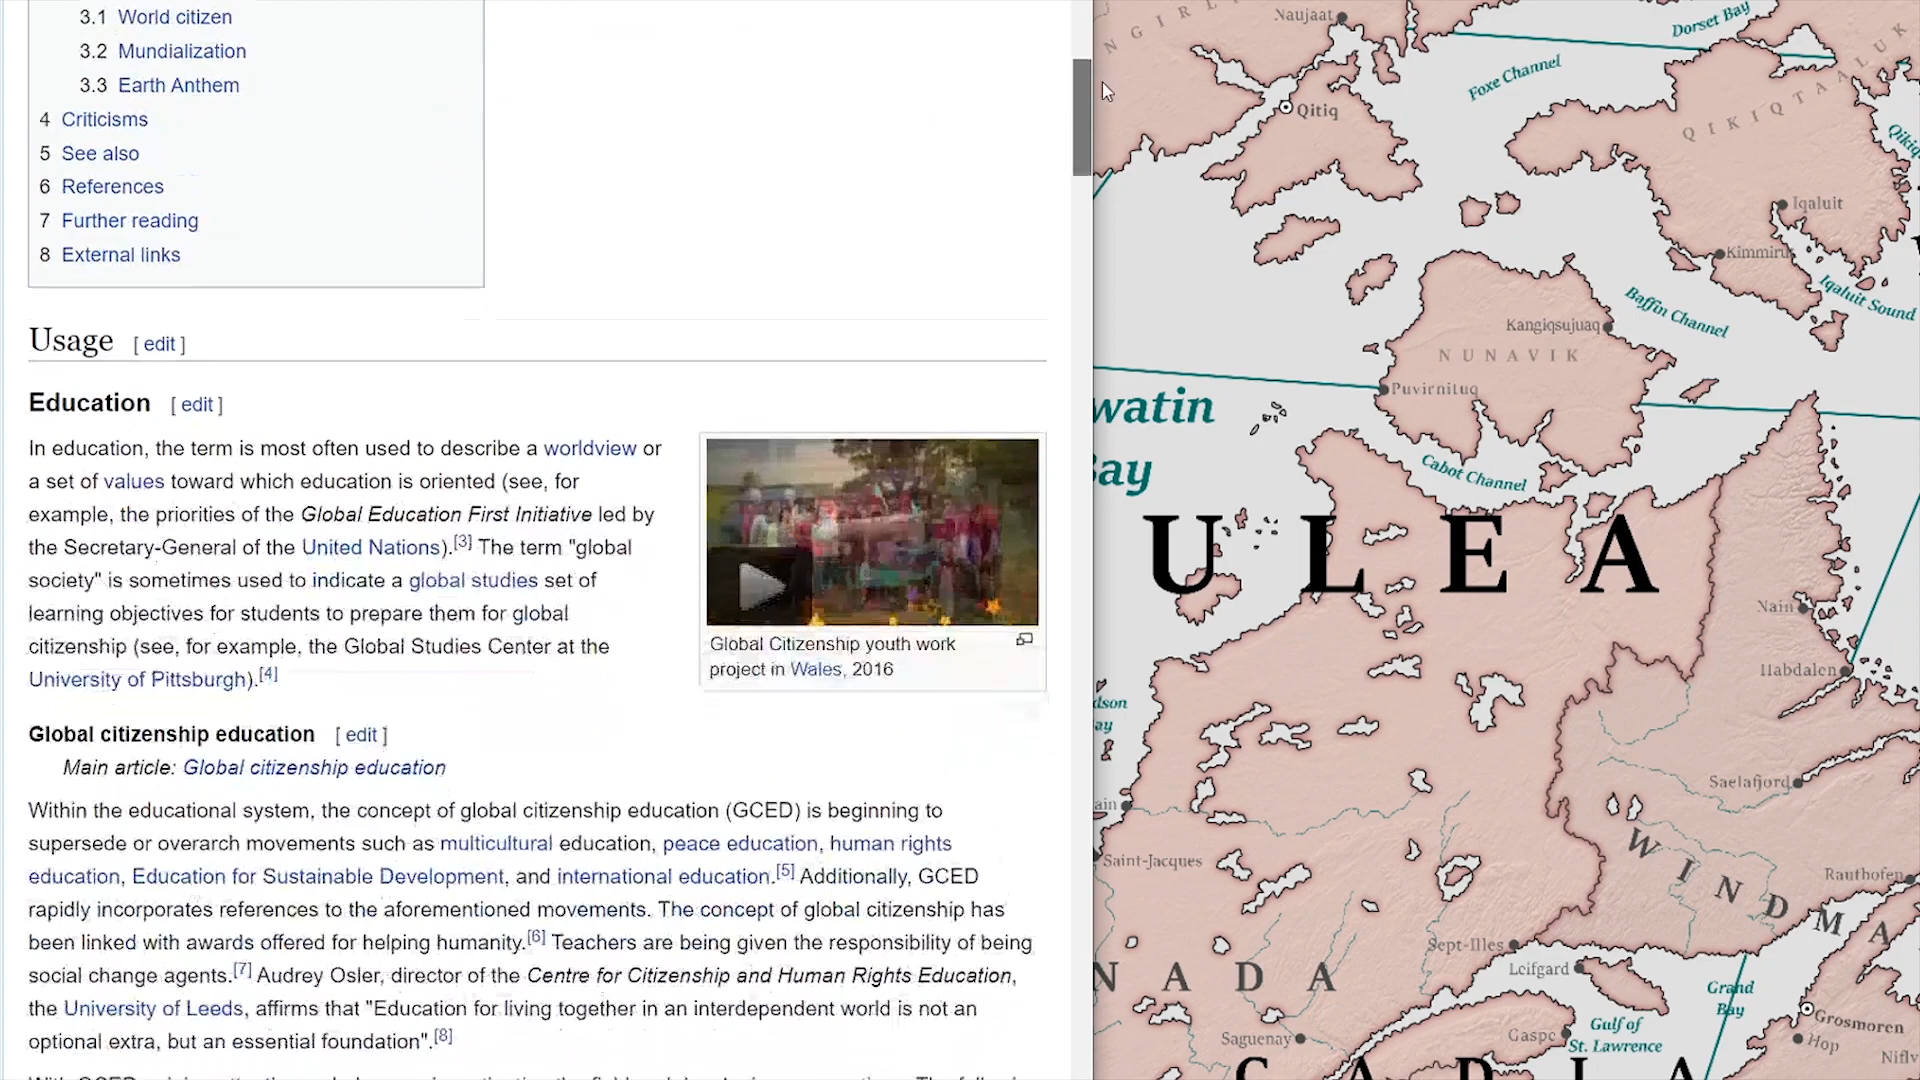 3.1 World citizen
3.2 Mundialization
3.3 Earth Anthem
4 Criticisms
5 See also
6 References
7 Further reading
8 External links
Usage [ edit ]
Education [ edit ]
In education, the term is most often used to describe a worldview or
a set of values toward which education is oriented (see, for
example, the priorities of the Global Education First Initiative led by
the Secretary-General of the United Nations).[3] The term "global
society" is sometimes used to indicate a global studies set of
learning objectives for students to prepare them for global
citizenship (see, for example, the Global Studies Center at the
University of Pittsburgh).[4]
Global Citizenship youth work
project in Wales, 2016
Global citizenship education [ edit ]
Main article: Global citizenship education
Within the educational system, the concept of global citizenship education (GCED) is beginning to
supersede or overarch movements such as multicultural education, peace education, human rights
education, Education for Sustainable Development, and international education.[5] Additionally, GCED
rapidly incorporates references to the aforementioned movements. The concept of global citizenship has
been linked with awards offered for helping humanity.[6] Teachers are being given the responsibility of being
social change agents.[7] Audrey Osler, director of the Centre for Citizenship and Human Rights Education,
the University of Leeds, affirms that "Education for living together in an interdependent world is not an
optional extra, but an essential foundation".[8]
Naujaat
Dorset Bay
Foxe Channel
Qitiq
QIKIQTAALUK
Iqaluit
Kimmirut
Iqaluit Sound
Baffin Channel
Kangiqsujuaq
NUNAVIK
Puvirnituq
watin
Bay
Cabot Channel
ULEA
Nain
Habdalen
dson
ay
Saelafjord
ain
Saint-Jacques
WINDMA
Rauthofen
Sept-Illes
Leifgard
NADA
Grand
Bay
Grosmoren
Hop
Gaspe
Gulf of
St. Lawrence
Saguenay
Niflv
CADIA